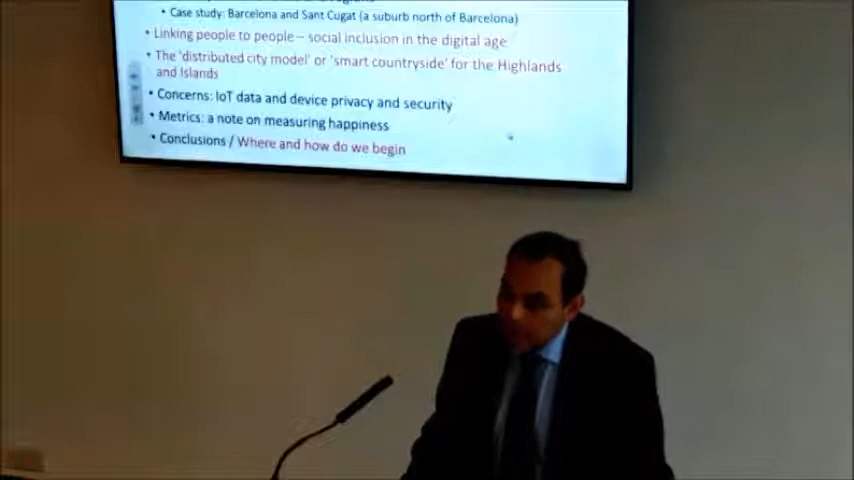 • Case study: Barcelona and Sant Cugat (a suburb north of Barcelona)
• Linking people to people – social inclusion in the digital age
• The 'distributed city model' or 'smart countryside' for the Highlands
and Islands
• Concerns: IoT data and device privacy and security
• Metrics: a note on measuring happiness
• Conclusions / Where and how do we begin